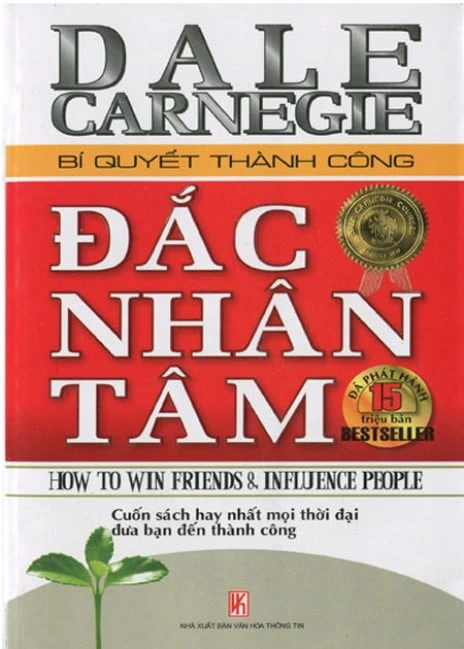 DALE
CARNEGIE
BÍ QUYẾT THÀNH CÔNG
ĐẮC
NHÂN
TÂM
ĐÃ PHÁT HÀNH
15
triệu bản
BESTSELLER
HOW TO WIN FRIENDS & INFLUENCE PEOPLE
Cuốn sách hay nhất mọi thời đại
đưa bạn đến thành công
NHÀ XUẤT BẢN VĂN HÓA THÔNG TIN